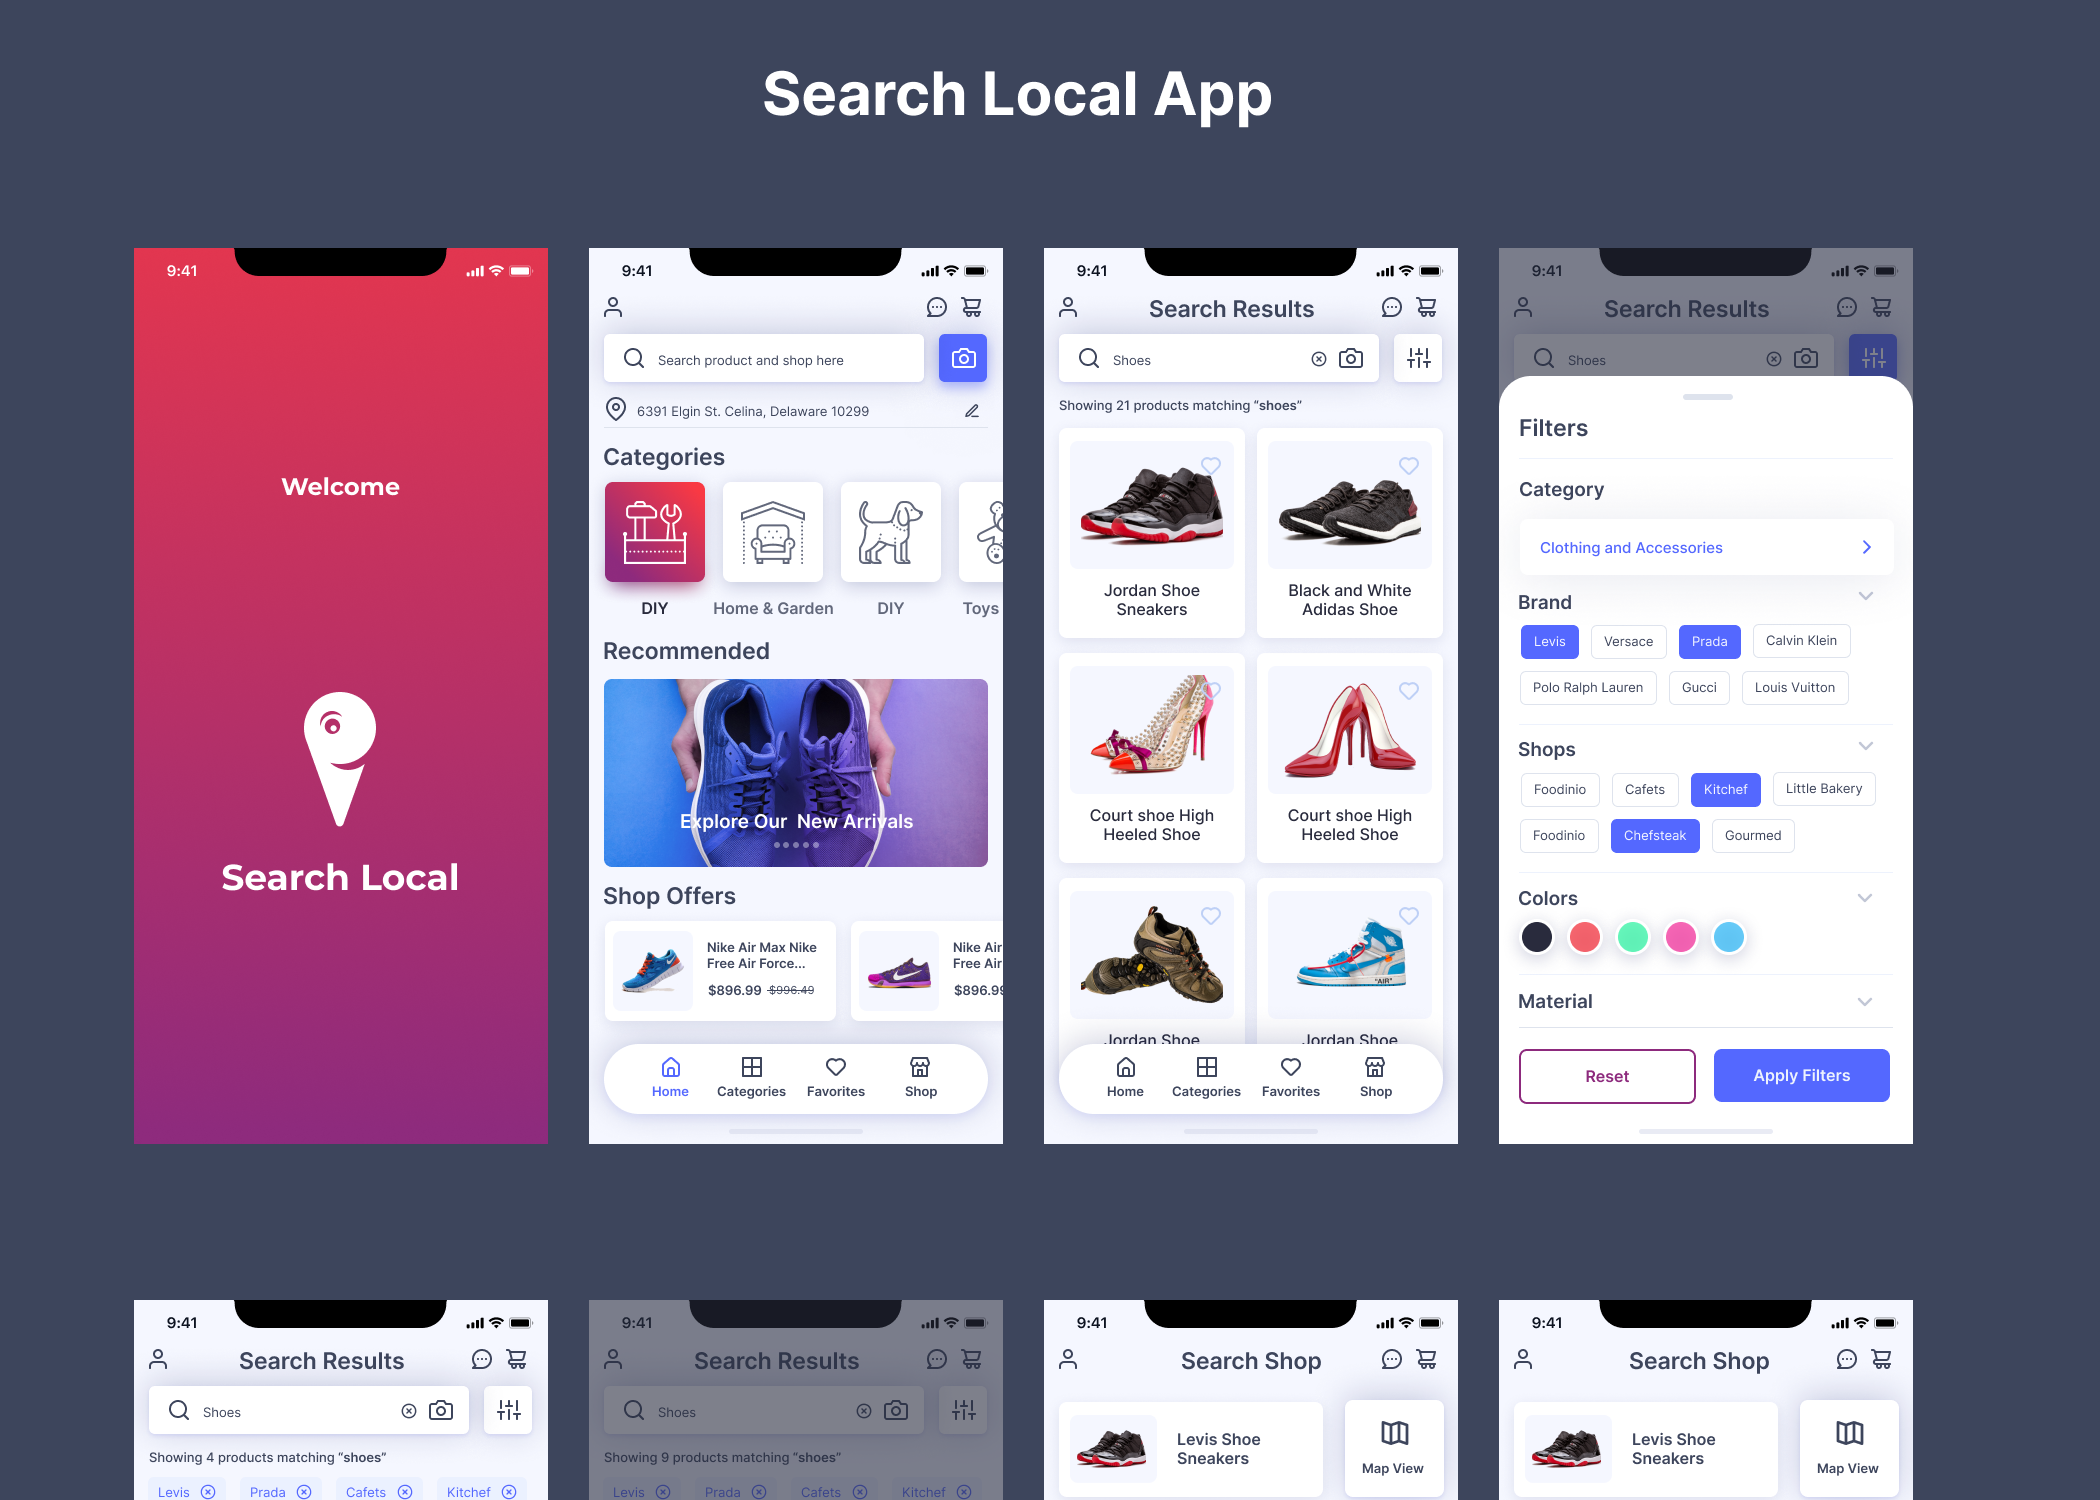 Search Local App
9:41
Welcome
Search Local
9:41
Search product and shop here
6391 Elgin St. Celina, Delaware 10299
Categories
DIY
Home & Garden
DIY
Toys
Recommended
Explore Our New Arrivals
Shop Offers
Nike Air Max Nike
Free Air Force...
$896.99 $996.49
Nike Air
Free Air
$896.99
Home
Categories
Favorites
Shop
9:41
Search Results
Shoes
Showing 21 products matching “shoes”
Jordan Shoe
Sneakers
Black and White
Adidas Shoe
Court shoe High
Heeled Shoe
Court shoe High
Heeled Shoe
"AIR"
Jordan Shoe
Jordan Shoe
Home
Categories
Favorites
Shop
9:41
Search Results
Shoes
Filters
Category
Clothing and Accessories
Brand
Levis
Versace
Prada
Calvin Klein
Polo Ralph Lauren
Gucci
Louis Vuitton
Shops
Foodinio
Cafets
Kitchef
Little Bakery
Foodinio
Chefsteak
Gourmed
Colors
Material
Reset
Apply Filters
9:41
Search Results
Shoes
Showing 4 products matching “shoes”
Levis
Prada
Cafets
Kitchef
9:41
Search Results
Shoes
Showing 9 products matching “shoes”
Levis
Prada
Cafets
Kitchef
9:41
Search Shop
Levis Shoe
Sneakers
Map View
9:41
Search Shop
Levis Shoe
Sneakers
Map View